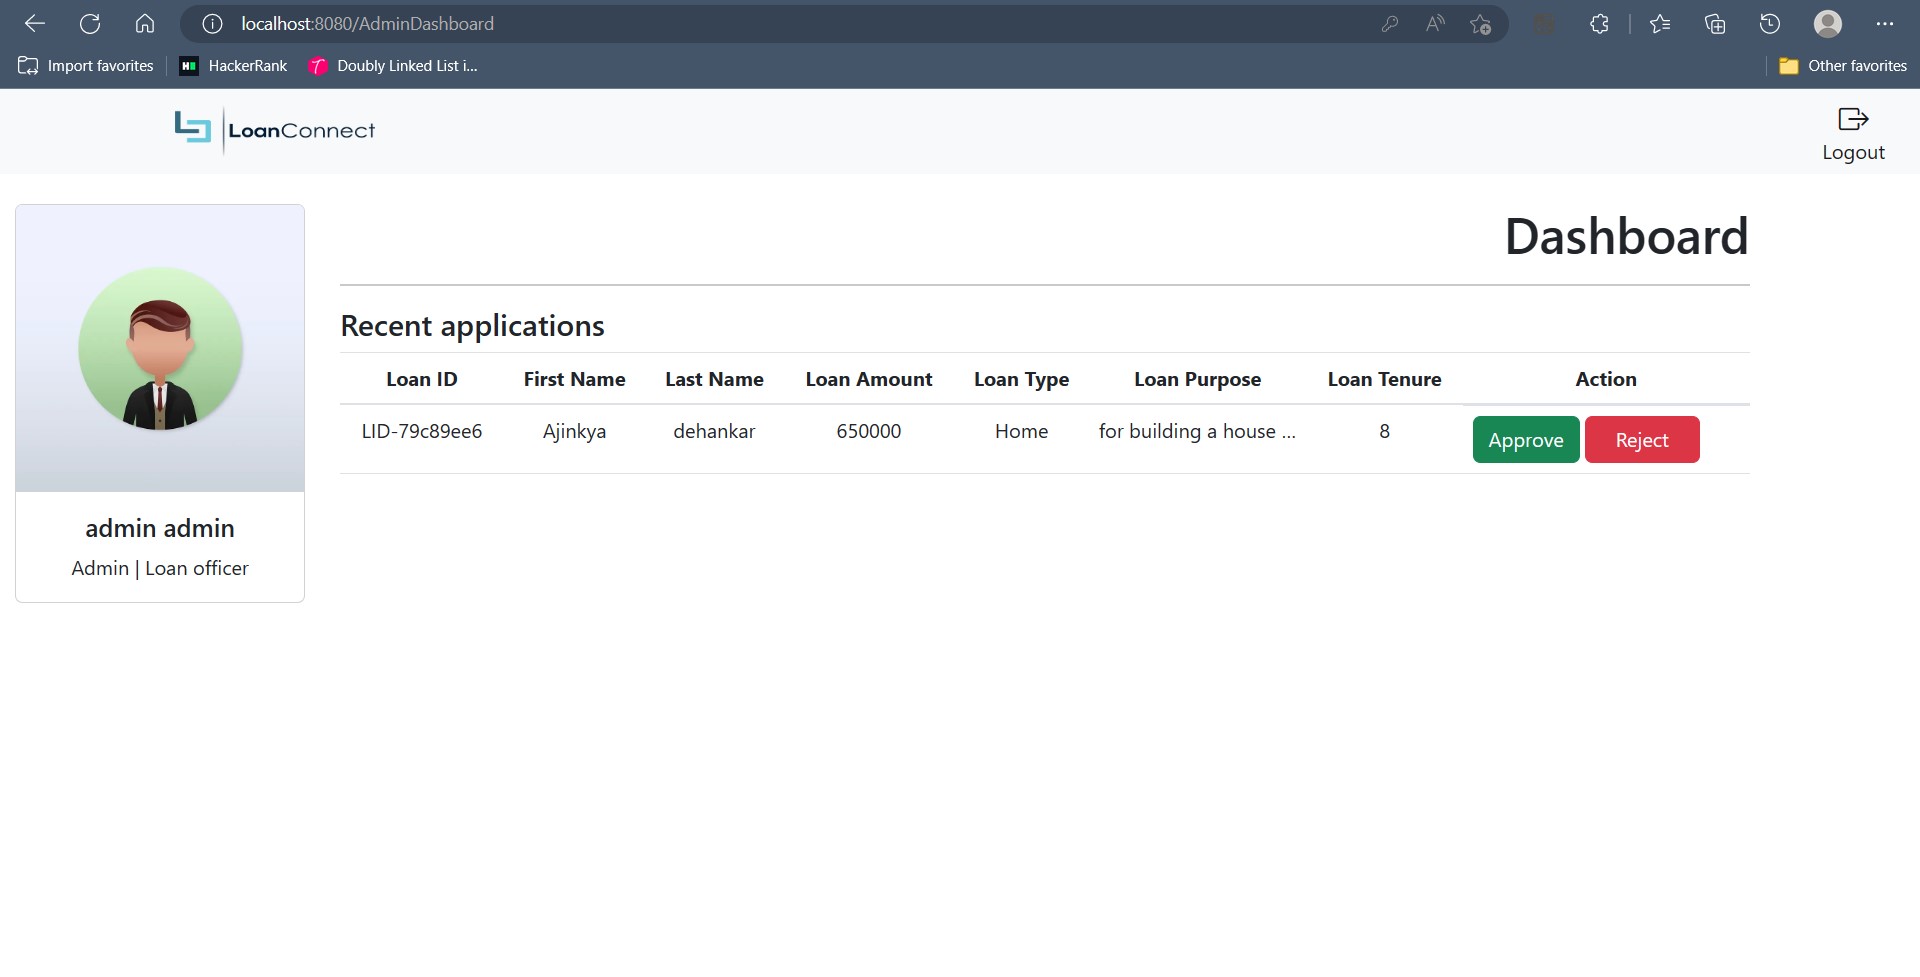 localhost:8080/AdminDashboard
Import favorites HackerRank Doubly Linked List i... Other favorites
LoanConnect
Logout
Dashboard
Recent applications
Loan ID First Name Last Name Loan Amount Loan Type Loan Purpose Loan Tenure Action
LID-79c89ee6 Ajinkya dehankar 650000 Home for building a house ... 8 Approve Reject
admin admin
Admin | Loan officer